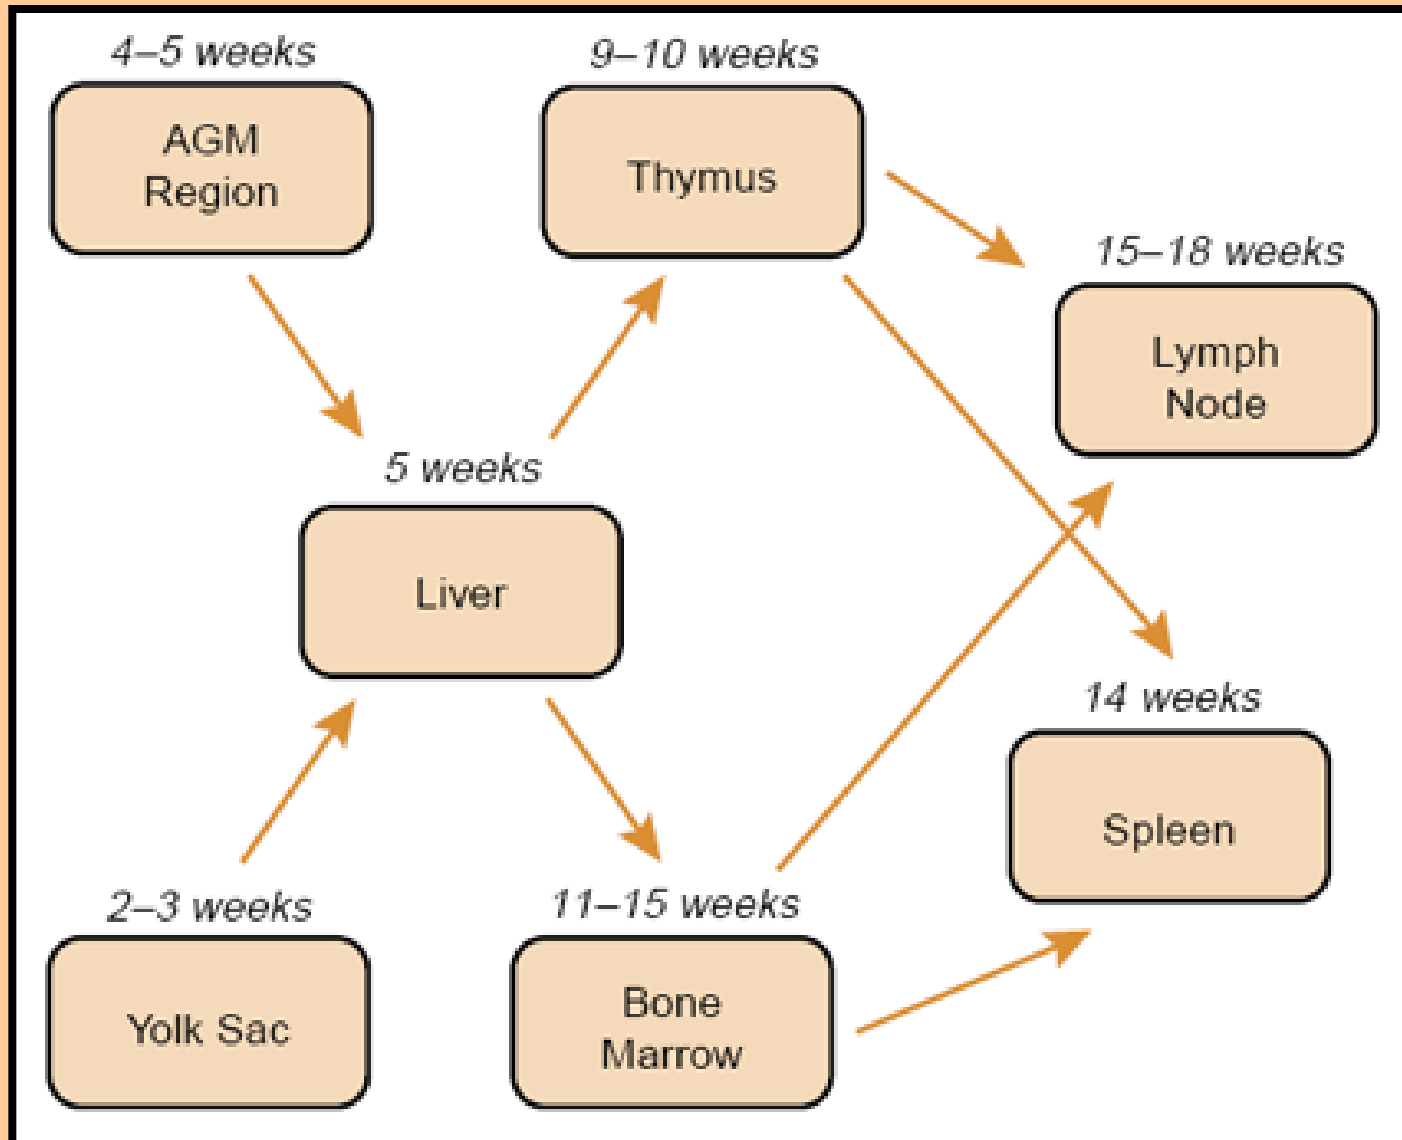 4–5 weeks
AGM
Region
9–10 weeks
Thymus
15–18 weeks
Lymph
Node
5 weeks
Liver
14 weeks
Spleen
2–3 weeks
Yolk Sac
11–15 weeks
Bone
Marrow